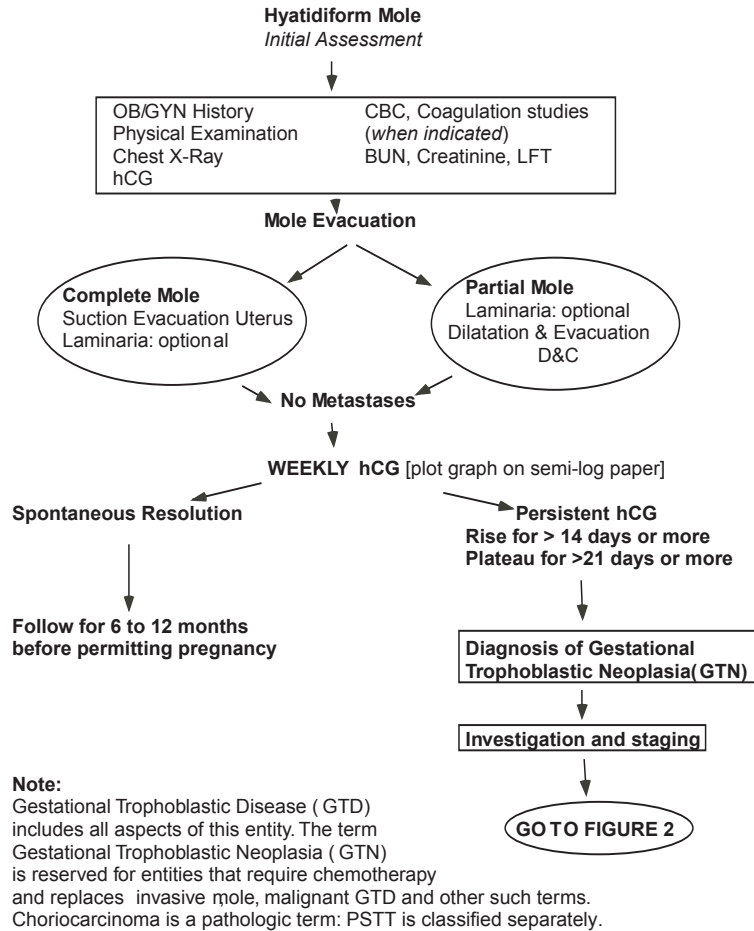 Hyatidiform Mole
Initial Assessment
OB/GYN History
Physical Examination
Chest X-Ray
hCG
CBC, Coagulation studies
(when indicated)
BUN, Creatinine, LFT
Mole Evacuation
Complete Mole
Suction Evacuation Uterus
Laminaria: optional
Partial Mole
Laminaria: optional
Dilatation & Evacuation
D&C
No Metastases
WEEKLY hCG [plot graph on semi-log paper]
Spontaneous Resolution
Follow for 6 to 12 months
before permitting pregnancy
Persistent hCG
Rise for > 14 days or more
Plateau for >21 days or more
Diagnosis of Gestational
Trophoblastic Neoplasia(GTN)
Investigation and staging
GO TO FIGURE 2
Note:
Gestational Trophoblastic Disease ( GTD)
includes all aspects of this entity. The term
Gestational Trophoblastic Neoplasia ( GTN)
is reserved for entities that require chemotherapy
and replaces invasive mole, malignant GTD and other such terms.
Choriocarcinoma is a pathologic term: PSTT is classified separately.